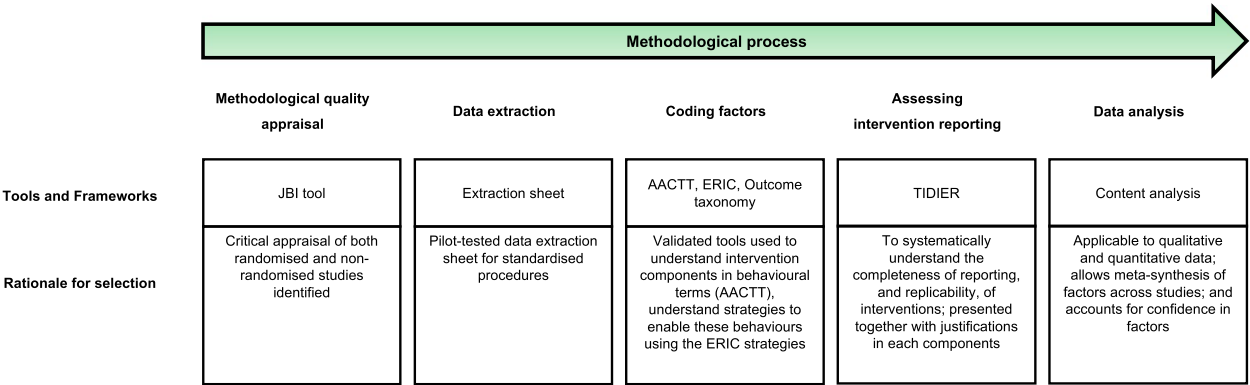 Methodological process
Methodological quality
appraisal
Data extraction
Coding factors
Assessing
intervention reporting
Data analysis
Tools and Frameworks
JBI tool
Extraction sheet
AACTT, ERIC, Outcome
taxonomy
TIDIER
Content analysis
Rationale for selection
Critical appraisal of both
randomised and non-
randomised studies
identified
Pilot-tested data extraction
sheet for standardised
procedures
Validated tools used to
understand intervention
components in behavioural
terms (AACTT),
understand strategies to
enable these behaviours
using the ERIC strategies
To systematically
understand the
completeness of reporting,
and replicability, of
interventions; presented
together with justifications
in each components
Applicable to qualitative
and quantitative data;
allows meta-synthesis of
factors across studies; and
accounts for confidence in
factors